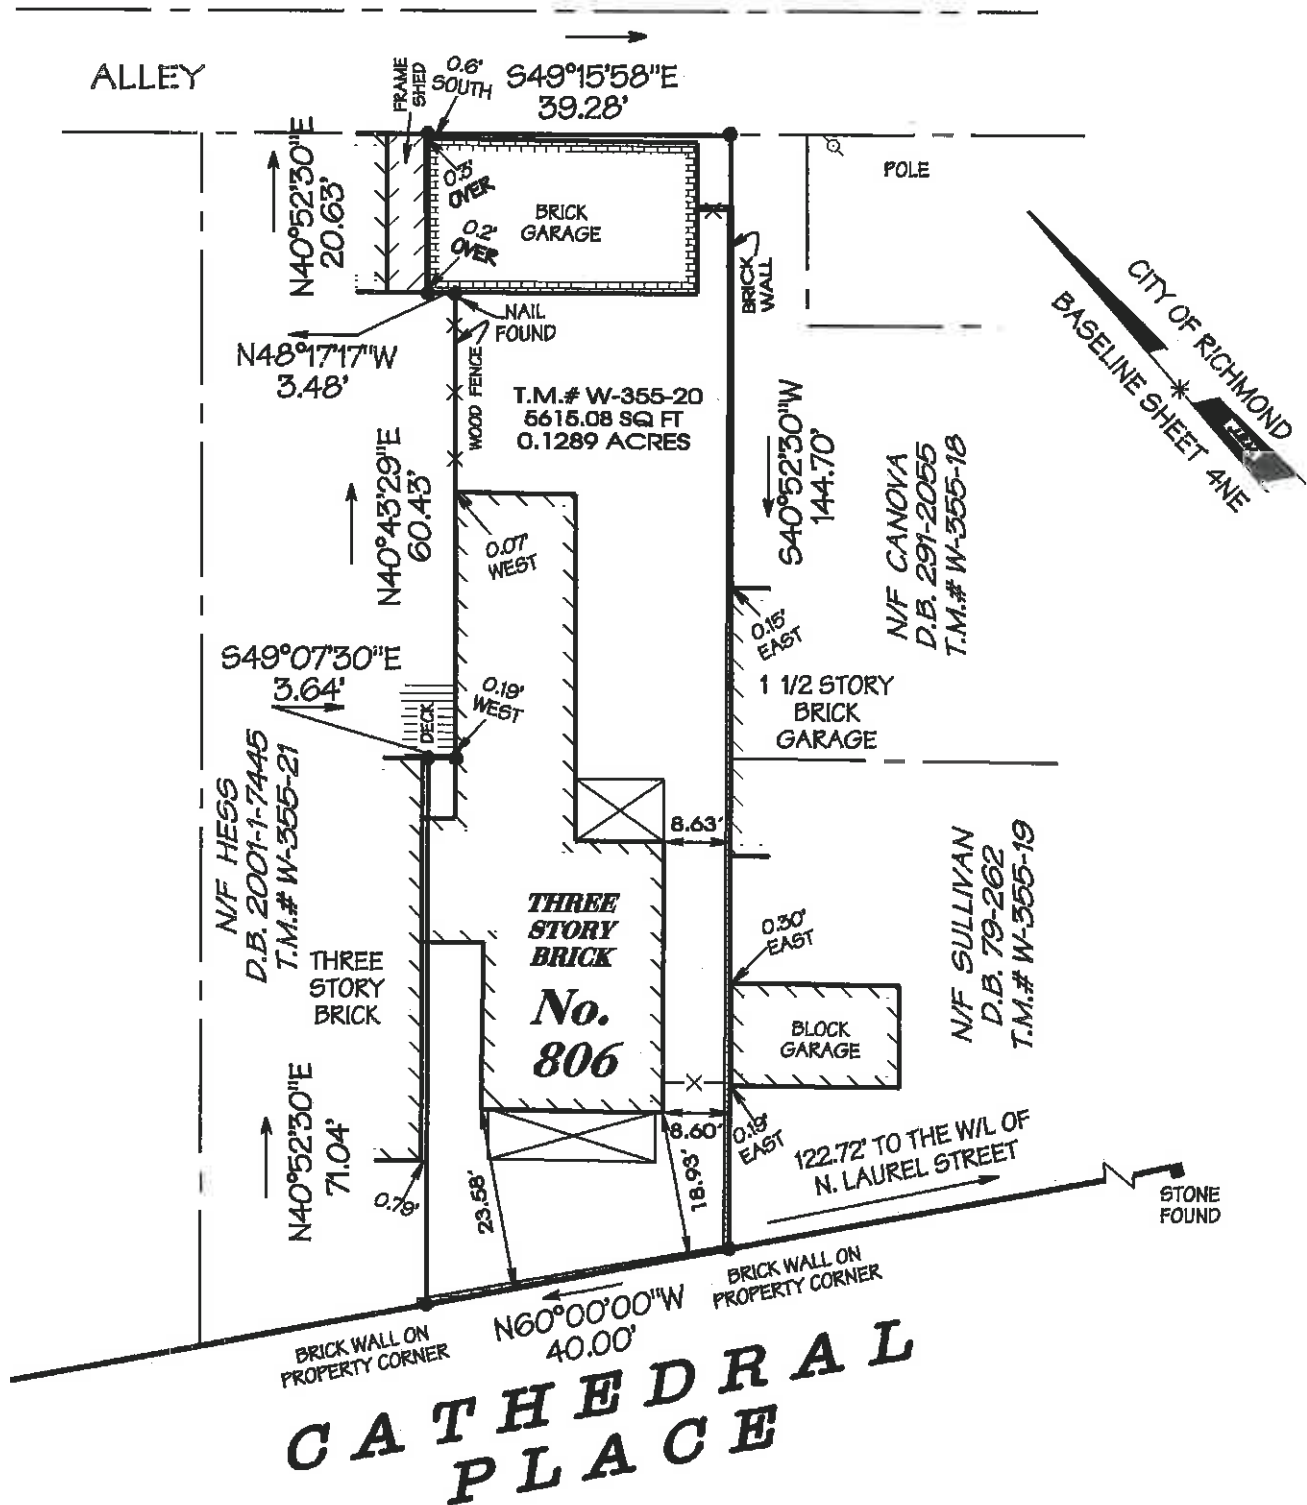 ALLEY
FRAME
SHED
0.6'
SOUTH
S49°15'58"E
39.28'
N40°52'30"E
20.63'
0.3'
OVER
0.2'
OVER
BRICK
GARAGE
POLE
BRICK
WALL
NAIL
FOUND
CITY OF RICHMOND
BASELINE SHEET 4NE
N48°17'17"W
3.48'
WOOD FENCE
T.M.# W-355-20
5615.08 SQ FT
0.1289 ACRES
S40°52'30"W
144.70'
N/F CANOVA
D.B. 291-2055
T.M.# W-355-18
N40°43'29"E
60.43'
0.07'
WEST
0.15'
EAST
S49°07'30"E
3.64'
DECK
0.19'
WEST
1 1/2 STORY
BRICK
GARAGE
N/F HESS
D.B. 2001-1-7445
T.M.# W-355-21
8.63'
THREE
STORY
BRICK
No.
806
THREE
STORY
BRICK
0.30'
EAST
N/F SULLIVAN
D.B. 79-262
T.M.# W-355-19
BLOCK
GARAGE
N40°52'30"E
71.04'
0.79'
8.60'
0.19'
EAST
23.58'
18.93'
122.72' TO THE W/L OF
N. LAUREL STREET
STONE
FOUND
BRICK WALL ON
PROPERTY CORNER
N60°00'00"W
40.00'
BRICK WALL ON
PROPERTY CORNER
CATHEDRAL
PLACE